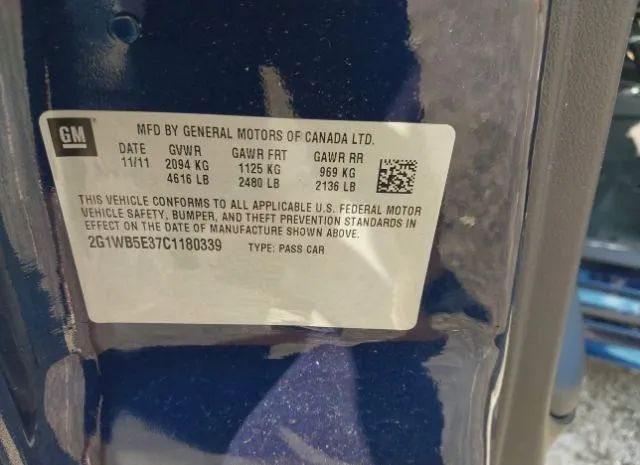 GM
MFD BY GENERAL MOTORS OF CANADA LTD.
DATE GVWR GAWR FRT GAWR RR
11/11 2094 KG 1125 KG 969 KG
4616 LB 2480 LB 2136 LB
THIS VEHICLE CONFORMS TO ALL APPLICABLE U.S. FEDERAL MOTOR
VEHICLE SAFETY, BUMPER, AND THEFT PREVENTION STANDARDS IN
EFFECT ON THE DATE OF MANUFACTURE SHOWN ABOVE.
2G1WB5E37C1180339 TYPE: PASS CAR